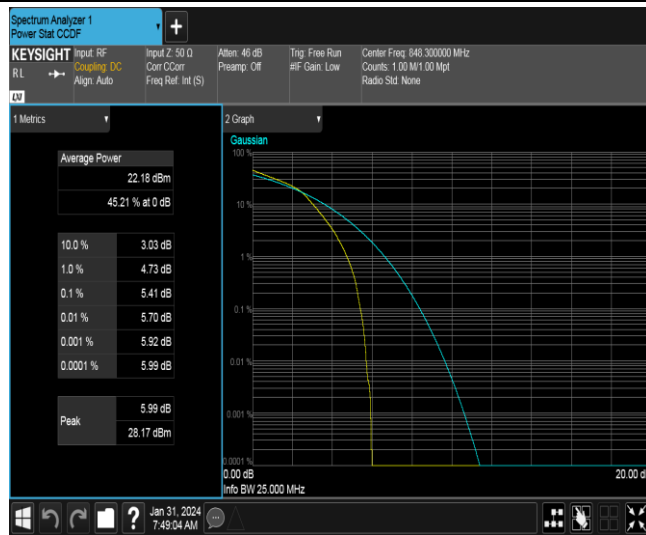 Spectrum Analyzer 1
Power Stat CCDF
KEYSIGHT
RL
Input: RF
Coupling: DC
Align: Auto
Input Z: 50 Ω
Corr CCorr
Freq Ref: Int (S)
Atten: 46 dB
Preamp: Off
Trig: Free Run
#IF Gain: Low
Center Freq: 848.300000 MHz
Counts: 1.00 M/1.00 Mpt
Radio Std: None
1 Metrics
Average Power
22.18 dBm
45.21 % at 0 dB
10.0 % 3.03 dB
1.0 % 4.73 dB
0.1 % 5.41 dB
0.01 % 5.70 dB
0.001 % 5.92 dB
0.0001 % 5.99 dB
Peak
5.99 dB
28.17 dBm
2 Graph
Gaussian
100 %
10 %
1 %
0.1 %
0.01 %
0.001 %
0.0001 %
0.00 dB
20.00 d
Info BW 25.000 MHz
?
Jan 31, 2024
7:49:04 AM